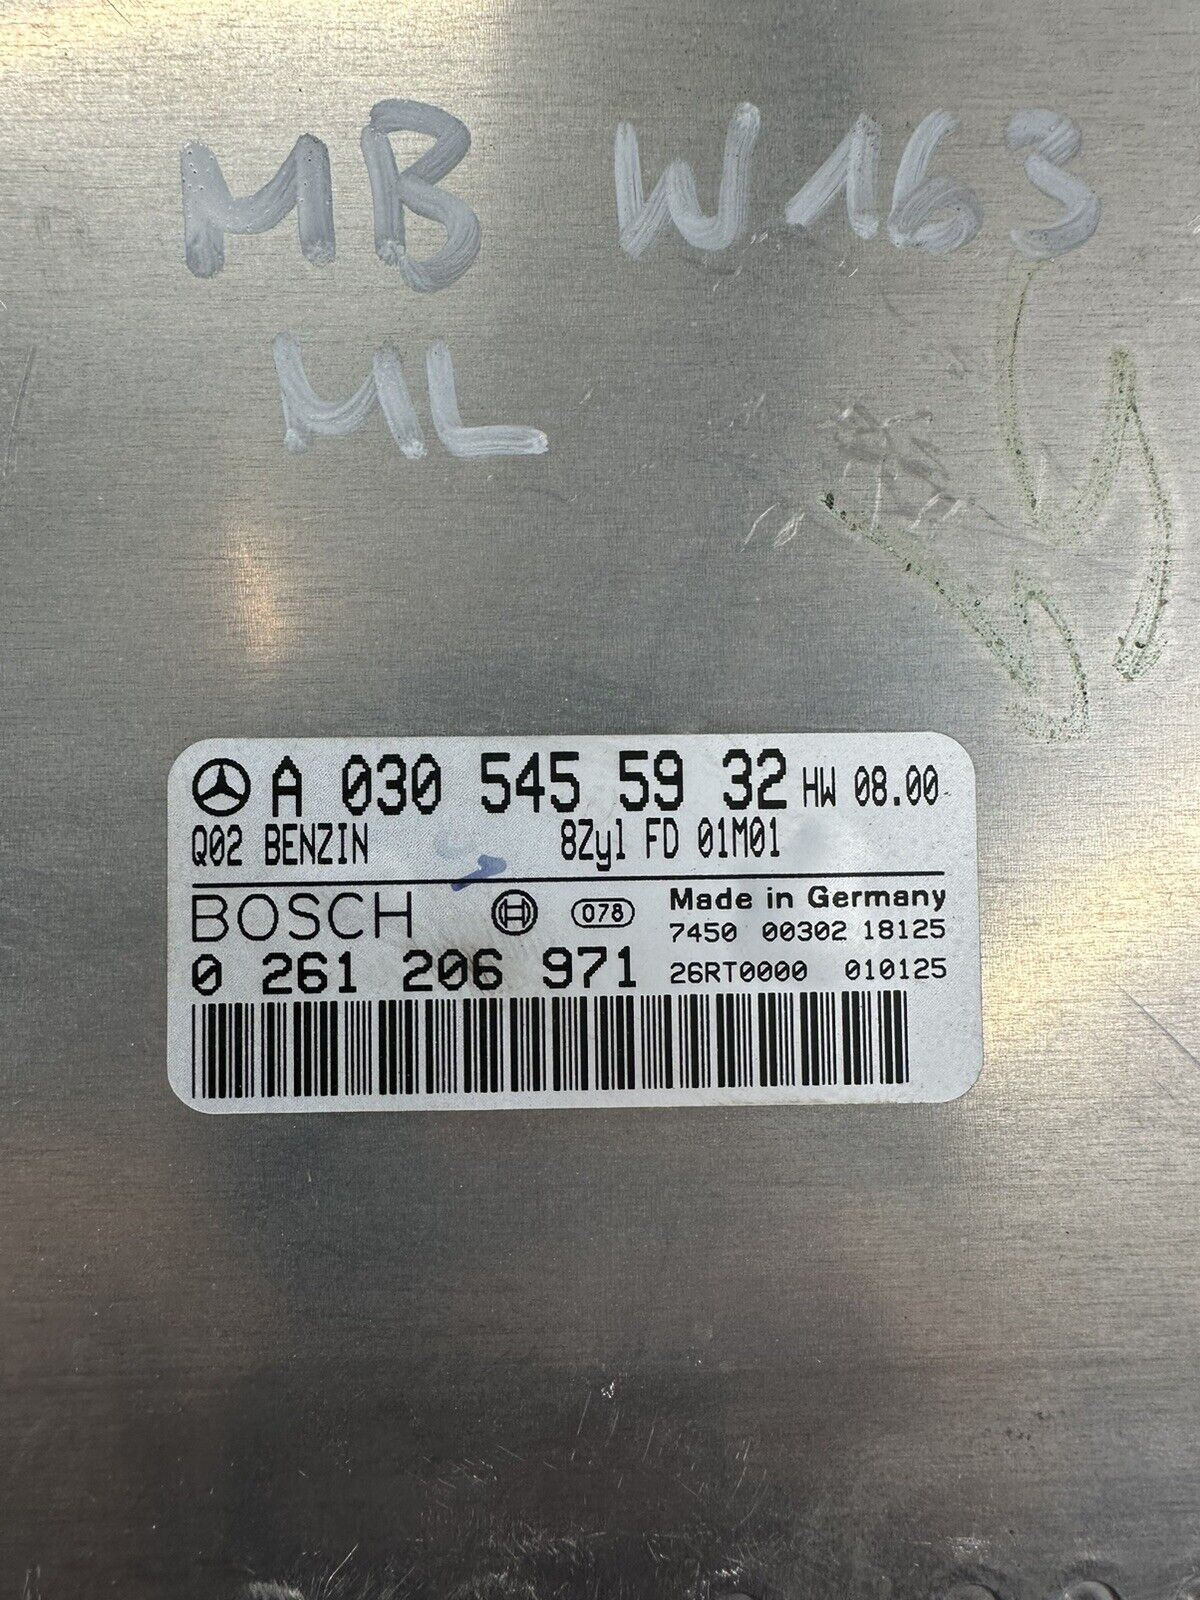 MB W163
ML
A 030 545 59 32 HW 08.00
Q02 BENZIN 8Zyl FD 01M01
BOSCH H 078 Made in Germany
7450 00302 18125
0 261 206 971 26RT0000 010125